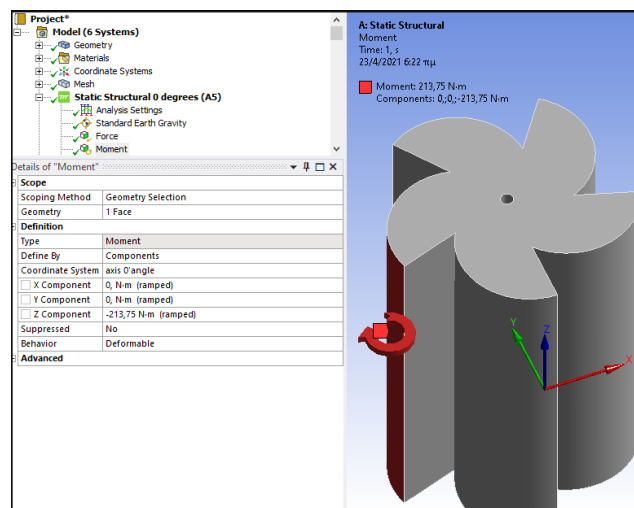 Project*
Model (6 Systems)
Geometry
Materials
Coordinate Systems
Mesh
Static Structural 0 degrees (A5)
Analysis Settings
Standard Earth Gravity
Force
Moment
Details of "Moment"
Scope
Scoping Method Geometry Selection
Geometry 1 Face
Definition
Type Moment
Define By Components
Coordinate System axis 0'angle
X Component 0, N·m (ramped)
Y Component 0, N·m (ramped)
Z Component -213,75 N·m (ramped)
Suppressed No
Behavior Deformable
Advanced
A: Static Structural
Moment
Time: 1, s
23/4/2021 6:22 πμ
Moment: 213,75 N·m
Components: 0,;0,;-213,75 N·m
Y
Z
X